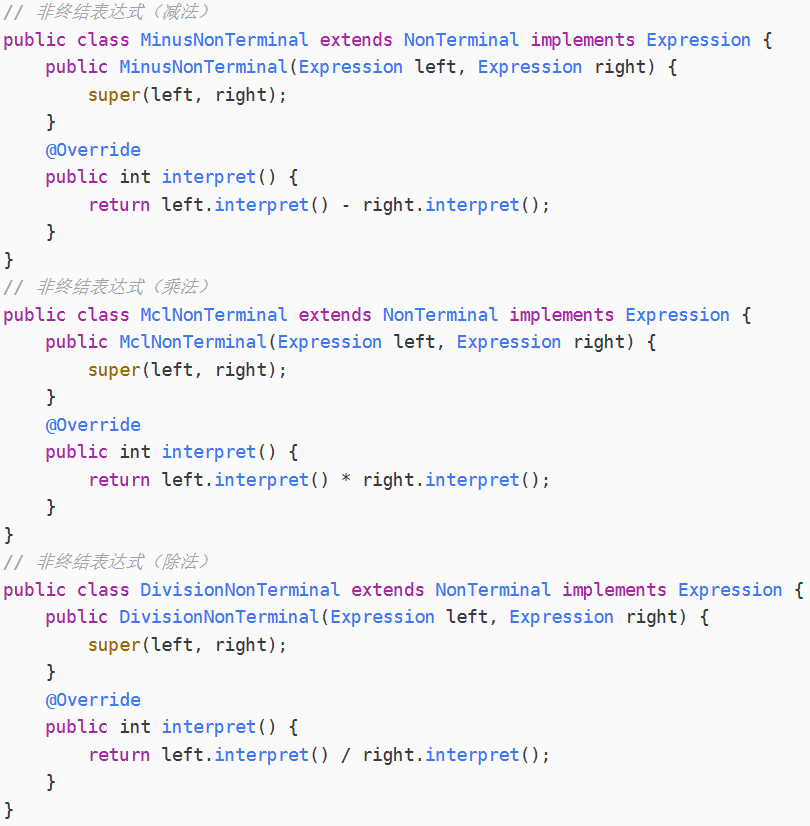 // 非终结表达式（减法）
public class MinusNonTerminal extends NonTerminal implements Expression {
    public MinusNonTerminal(Expression left, Expression right) {
        super(left, right);
    }
    @Override
    public int interpret() {
        return left.interpret() - right.interpret();
    }
}
// 非终结表达式（乘法）
public class MclNonTerminal extends NonTerminal implements Expression {
    public MclNonTerminal(Expression left, Expression right) {
        super(left, right);
    }
    @Override
    public int interpret() {
        return left.interpret() * right.interpret();
    }
}
// 非终结表达式（除法）
public class DivisionNonTerminal extends NonTerminal implements Expression {
    public DivisionNonTerminal(Expression left, Expression right) {
        super(left, right);
    }
    @Override
    public int interpret() {
        return left.interpret() / right.interpret();
    }
}